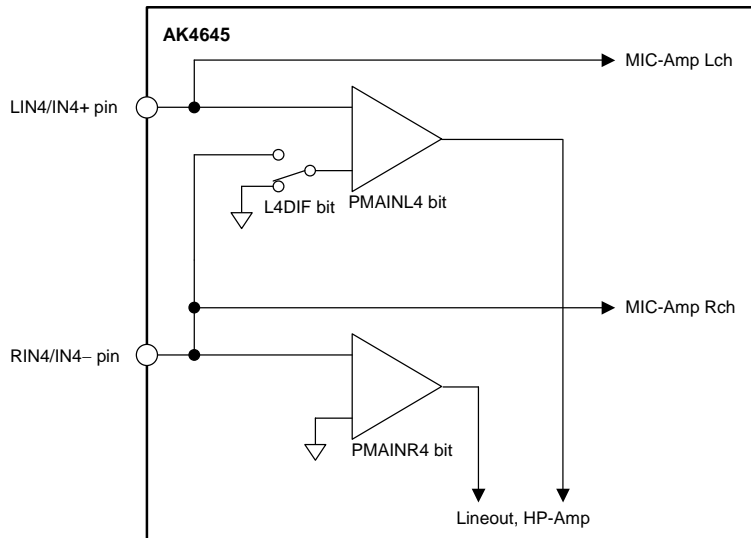 AK4645
MIC-Amp Lch
LIN4/IN4+ pin
L4DIF bit
PMAINL4 bit
MIC-Amp Rch
RIN4/IN4− pin
PMAINR4 bit
Lineout, HP-Amp